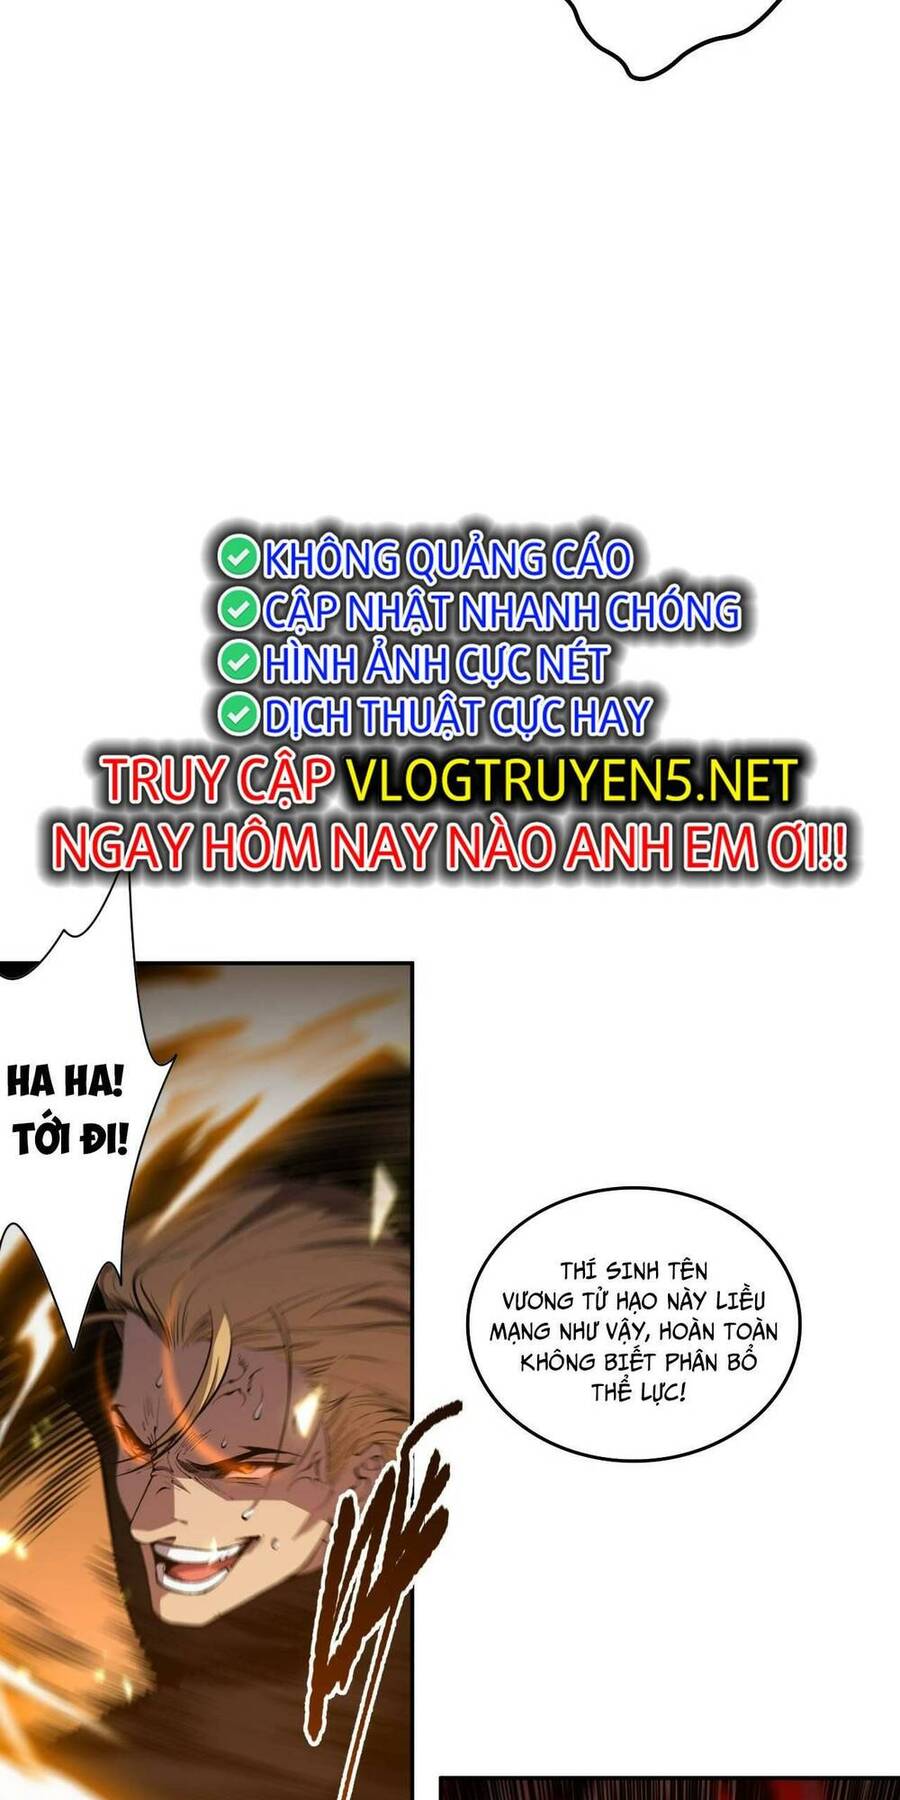 KHÔNG QUẢNG CÁO
CẬP NHẬT NHANH CHÓNG
HÌNH ẢNH CỰC NÉT
DỊCH THUẬT CỰC HAY
TRUY CẬP VLOGTRUYEN5.NET
NGAY HÔM NAY NÀO ANH EM ƠI!!
HA HA!
TỚI ĐI!
THÍ SINH TÊN
VƯƠNG TỬ HẠO NÀY LIỀU
MẠNG NHƯ VẬY, HOÀN TOÀN
KHÔNG BIẾT PHÂN BỔ
THỂ LỰC!